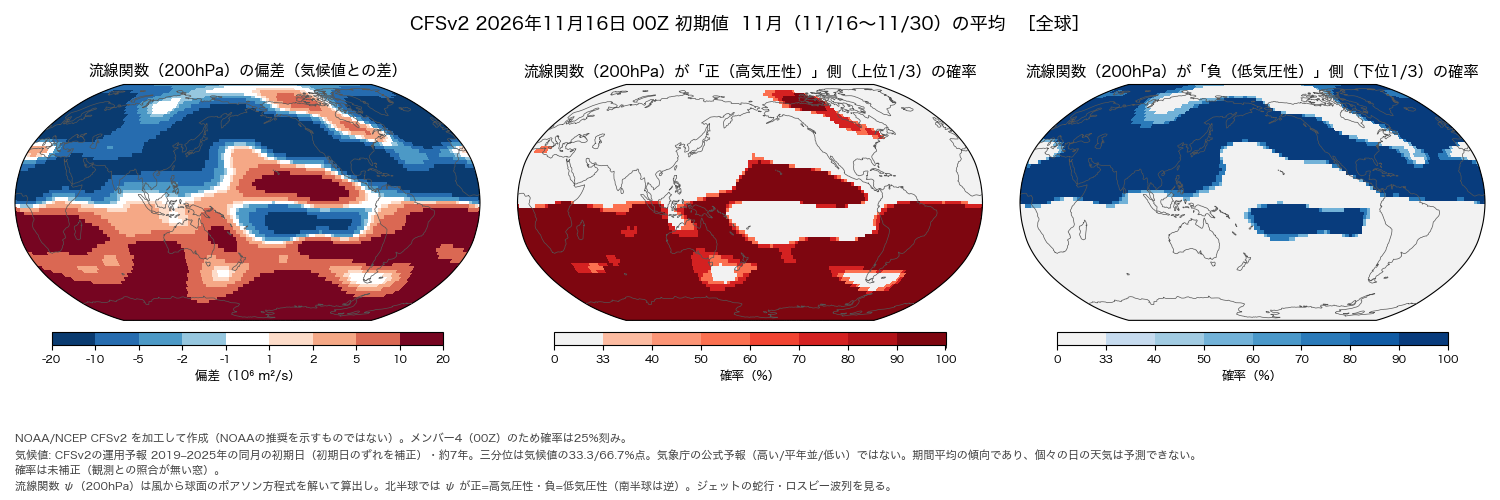 CFSv2 2026年11月16日 00Z 初期値 11月（11/16～11/30）の平均 ［全球］
流線関数（200hPa）の偏差（気候値との差）
流線関数（200hPa）が「正（高気圧性）」側（上位1/3）の確率
流線関数（200hPa）が「負（低気圧性）」側（下位1/3）の確率
-20 -10 -5 -2 -1 1 2 5 10 20
偏差（10⁶ m²/s）
0 33 40 50 60 70 80 90 100
確率（%）
0 33 40 50 60 70 80 90 100
確率（%）
NOAA/NCEP CFSv2 を加工して作成（NOAAの推奨を示すものではない）。メンバー4（00Z）のため確率は25%刻み。
気候値: CFSv2の運用予報 2019–2025年の同月の初期日（初期日のずれを補正）・約7年。三分位は気候値の33.3/66.7%点。気象庁の公式予報（高い/平年並/低い）ではない。期間平均の傾向であり、個々の日の天気は予測できない。
確率は未補正（観測との照合が無い窓）。
流線関数 ψ（200hPa）は風から球面のポアソン方程式を解いて算出し。北半球では ψ が正=高気圧性・負=低気圧性（南半球は逆）。ジェットの蛇行・ロスビー波列を見る。